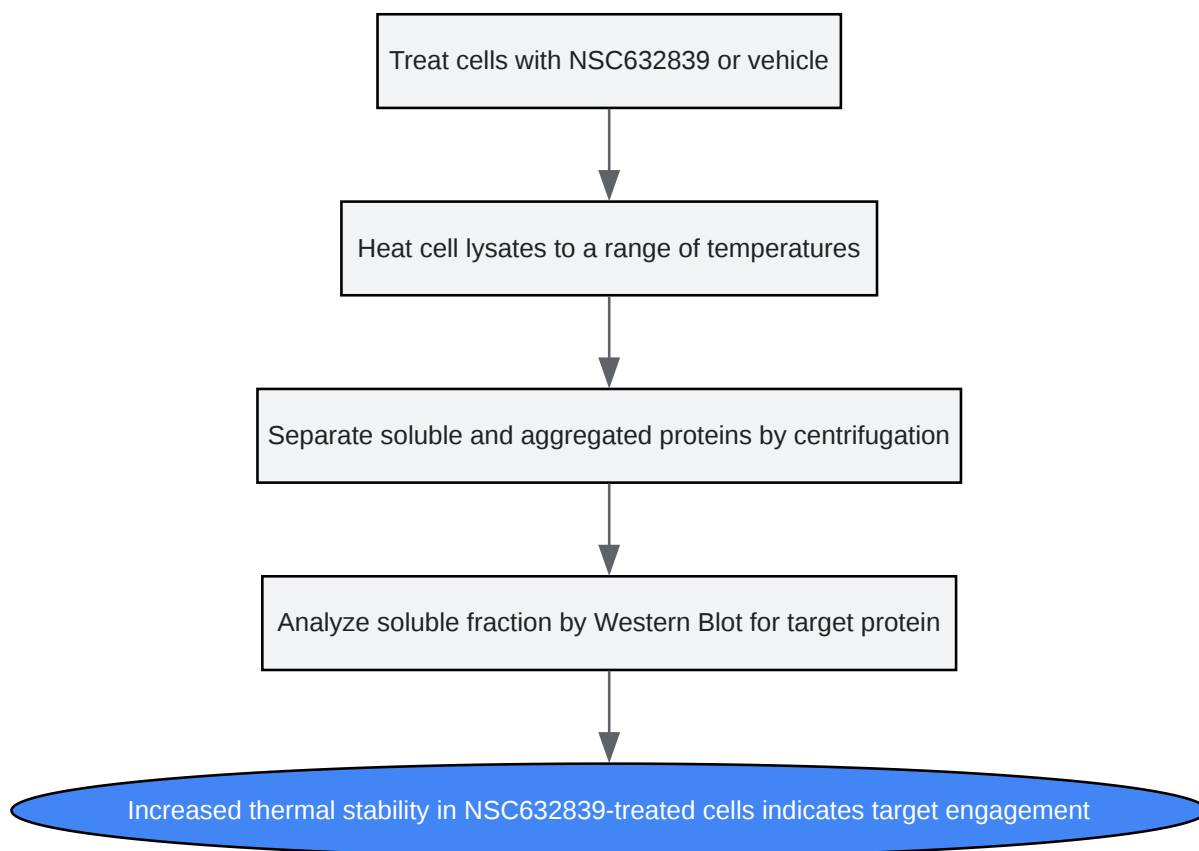 Treat cells with NSC632839 or vehicle
Heat cell lysates to a range of temperatures
Separate soluble and aggregated proteins by centrifugation
Analyze soluble fraction by Western Blot for target protein
Increased thermal stability in NSC632839-treated cells indicates target engagement